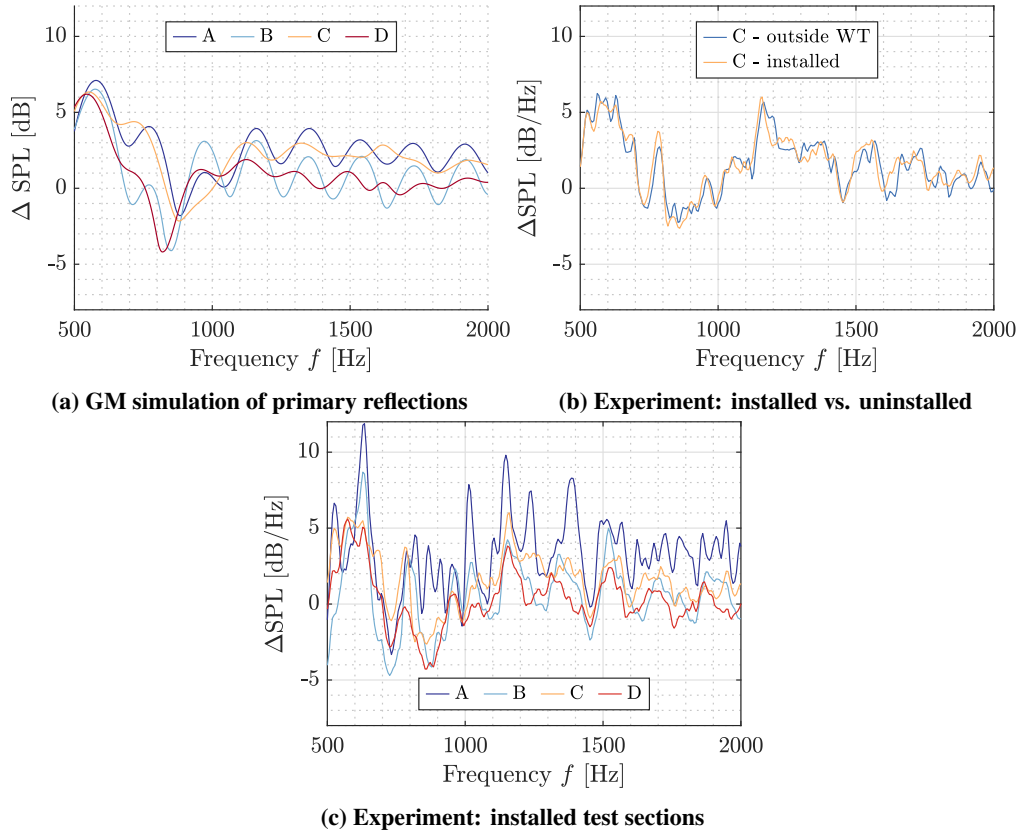 A B C D
10
5
0
-5
Δ SPL [dB]
500 1000 1500 2000
Frequency f [Hz]
(a) GM simulation of primary reflections
C - outside WT
C - installed
10
5
0
-5
ΔSPL [dB/Hz]
500 1000 1500 2000
Frequency f [Hz]
(b) Experiment: installed vs. uninstalled
10
5
0
-5
ΔSPL [dB/Hz]
A B C D
500 1000 1500 2000
Frequency f [Hz]
(c) Experiment: installed test sections